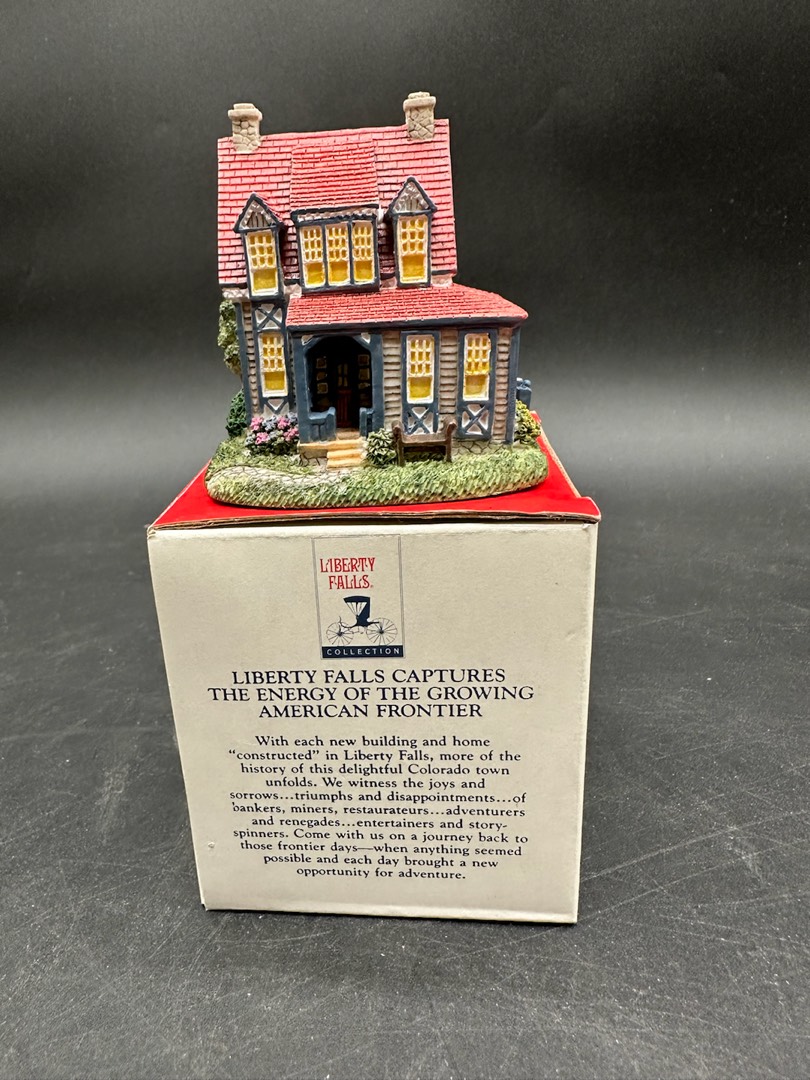 LIBERTY
FALLS®
COLLECTION
LIBERTY FALLS CAPTURES
THE ENERGY OF THE GROWING
AMERICAN FRONTIER
With each new building and home
“constructed” in Liberty Falls, more of the
history of this delightful Colorado town
unfolds. We witness the joys and
sorrows...triumphs and disappointments...of
bankers, miners, restaurateurs...adventurers
and renegades...entertainers and story-
spinners. Come with us on a journey back to
those frontier days—when anything seemed
possible and each day brought a new
opportunity for adventure.